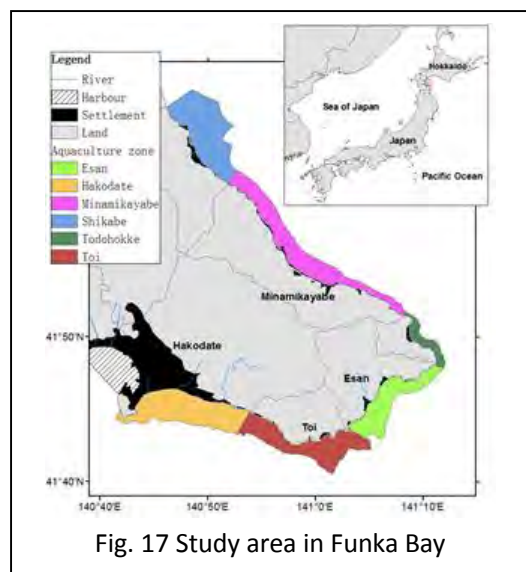 Legend
River
Harbour
Settlement
Land
Aquaculture zone
Esan
Hakodate
Minamikayabe
Shikabe
Todohokke
Toi
Hokkaido
Sea of Japan
Japan
Pacific Ocean
Minamikayabe
41°50'N
Hakodate
Esan
Toi
41°40'N
140°40'E 140°50'E 141°0'E 141°10'E
Fig. 17 Study area in Funka Bay